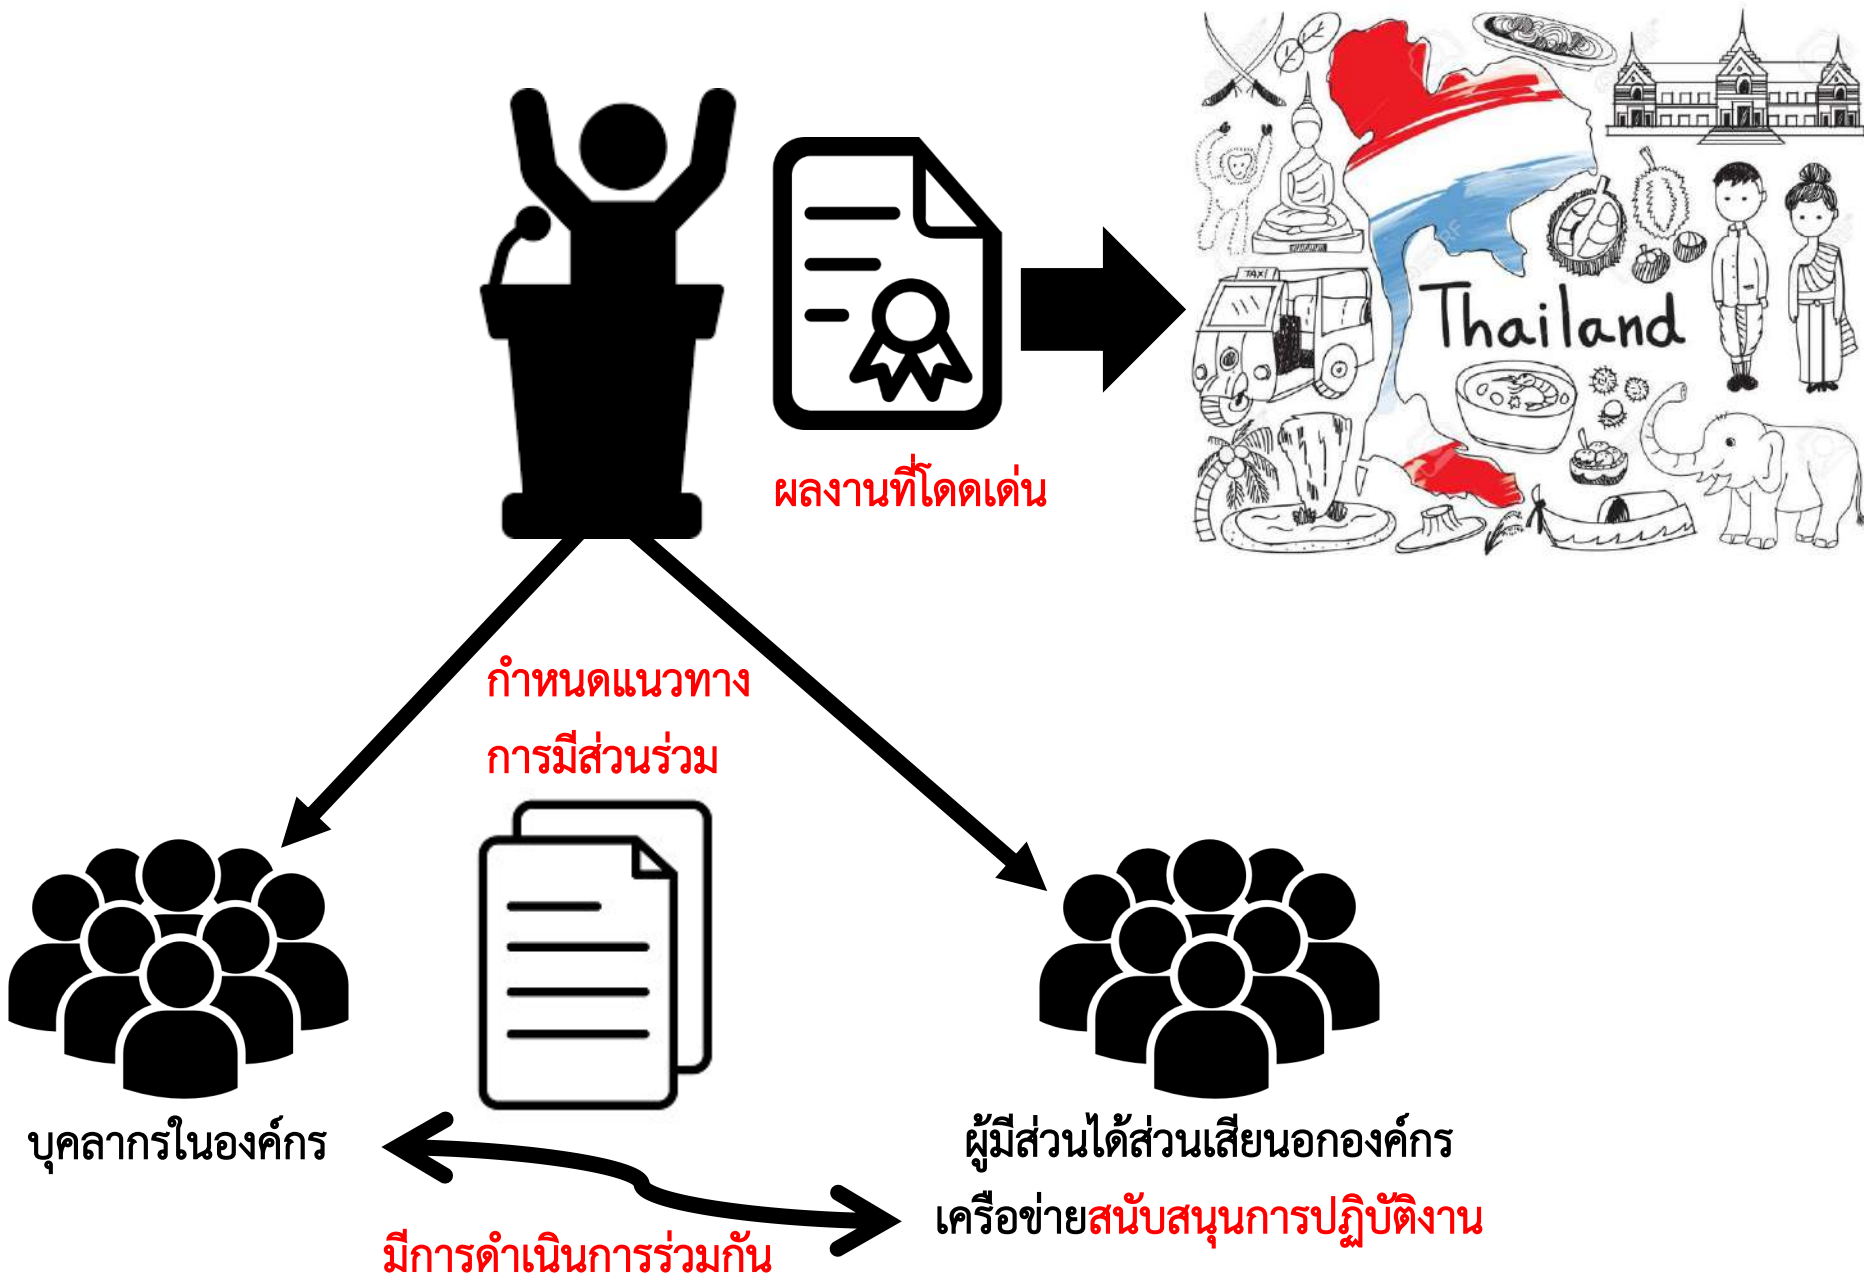 TAXI
Thailand
ผลงานที่โดดเด่น
กำหนดแนวทาง
การมีส่วนร่วม
บุคลากรในองค์กร
ผู้มีส่วนได้ส่วนเสียนอกองค์กร
เครือข่ายสนับสนุนการปฏิบัติงาน
มีการดำเนินการร่วมกัน